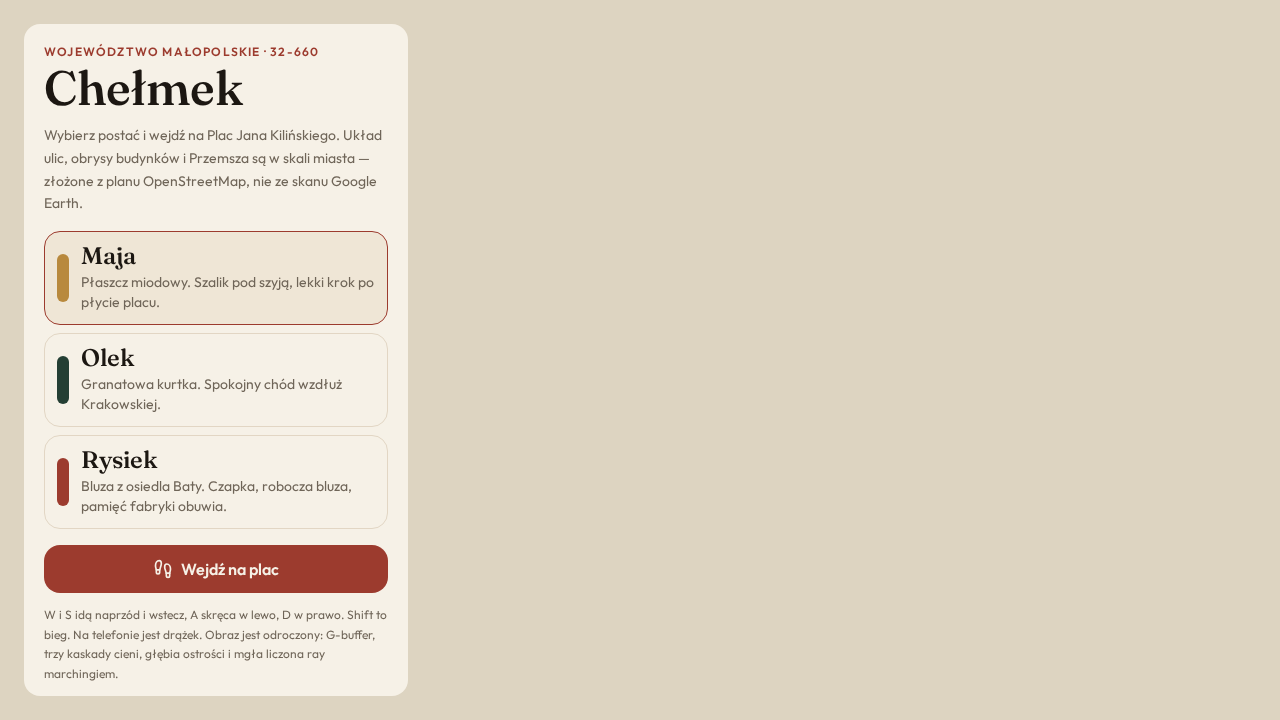 WOJEWÓDZTWO MAŁOPOLSKIE · 32-660
Chełmek
Wybierz postać i wejdź na Plac Jana Kilińskiego. Układ
ulic, obrysy budynków i Przemsza są w skali miasta —
złożone z planu OpenStreetMap, nie ze skanu Google
Earth.
Maja
Płaszcz miodowy. Szalik pod szyją, lekki krok po
płycie placu.
Olek
Granatowa kurtka. Spokojny chód wzdłuż
Krakowskiej.
Rysiek
Bluza z osiedla Baty. Czapka, robocza bluza,
pamięć fabryki obuwia.
Wejdź na plac
W i S idą naprzód i wstecz, A skręca w lewo, D w prawo. Shift to
bieg. Na telefonie jest drążek. Obraz jest odroczony: G-buffer,
trzy kaskady cieni, głębia ostrości i mgła liczona ray
marchingiem.